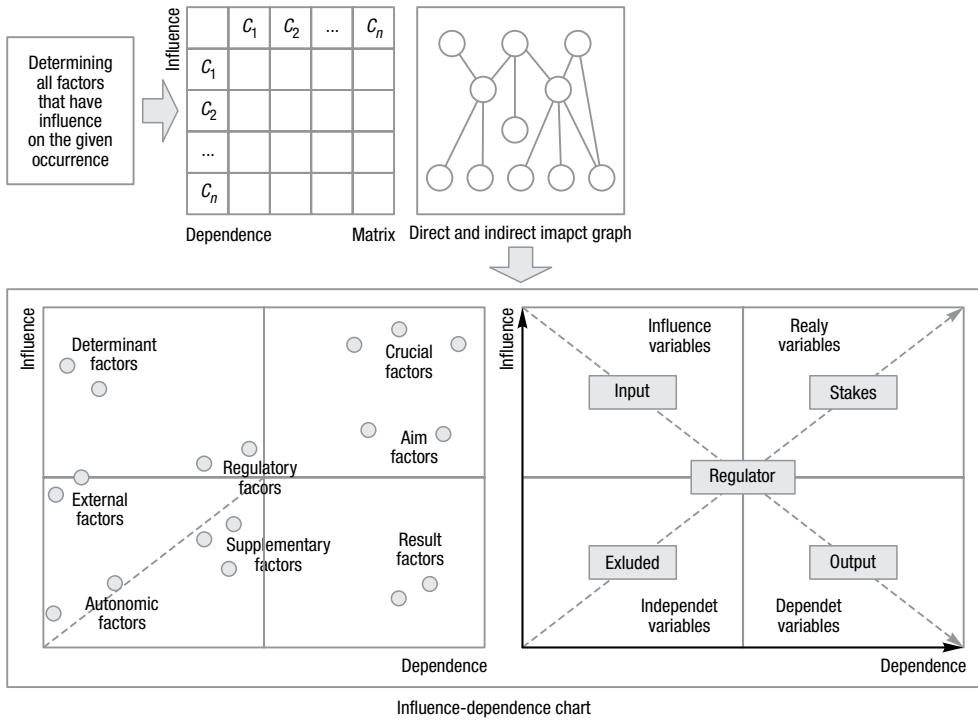 Determining
all factors
that have
influence
on the given
occurrence
Influence
C1 C2 ... Cn
C1
C2
...
Cn
Dependence Matrix
Direct and indirect imapct graph
Influence
Determinant
factors
Crucial
factors
Aim
factors
Regulatory
facors
External
factors
Supplementary
factors
Result
factors
Autonomic
factors
Dependence
Influence
Influence
variables
Realy
variables
Input
Stakes
Regulator
Exluded
Output
Independet
variables
Dependet
variables
Dependence
Influence-dependence chart